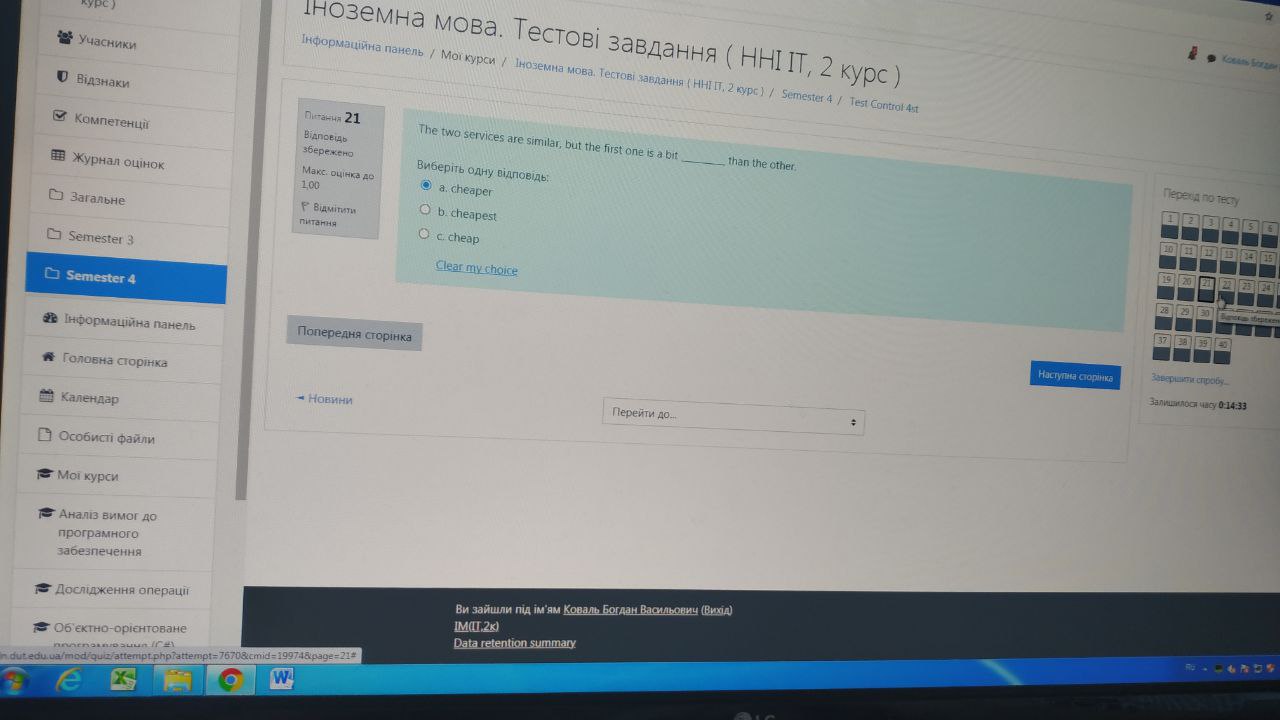 курс )
Учасники
Відзнаки
Компетенції
Журнал оцінок
Загальне
Semester 3
Semester 4
Інформаційна панель
Головна сторінка
Календар
Особисті файли
Мої курси
Аналіз вимог до
програмного
забезпечення
Дослідження операції
Об'єктно-орієнтоване
програмування (C#)
Іноземна мова. Тестові завдання ( ННІ ІТ, 2 курс )
Інформаційна панель / Мої курси / Іноземна мова. Тестові завдання ( ННІ ІТ, 2 курс ) / Semester 4 / Test Control 4st
Коваль Богдан
Питання 21
Відповідь
збережено
Макс. оцінка до
1,00
Відмітити
питання
The two services are similar, but the first one is a bit ________ than the other.
Виберіть одну відповідь:
a. cheaper
b. cheapest
c. cheap
Clear my choice
Попередня сторінка
Наступна сторінка
◄ Новини
Перейти до...
Перехід по тесту
1 2 3 4 5 6
10 11 12 13 14 15
19 20 21 22 23 24
28 29 30
37 38 39 40
Відповідь збережен
Завершити спробу...
Залишилося часу 0:14:33
Ви зайшли під ім'ям Коваль Богдан Васильович (Вихід)
ІМ(ІТ,2к)
Data retention summary
n.dut.edu.ua/mod/quiz/attempt.php?attempt=7670&cmid=19974&page=21#
RU
LG